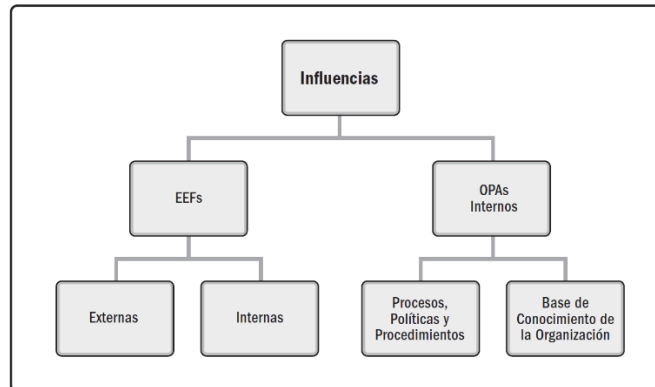 Influencias
EEFs
OPAs
Internos
Externas
Internas
Procesos,
Políticas y
Procedimientos
Base de
Conocimiento de
la Organización